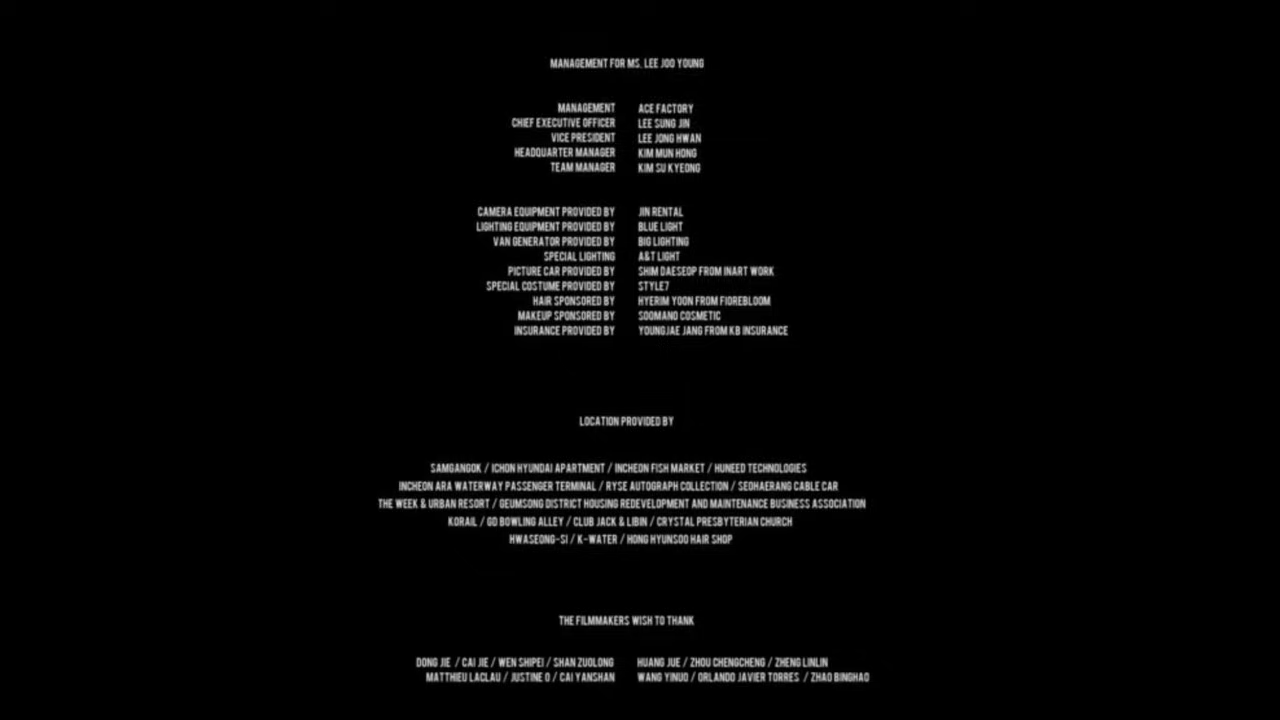 MANAGEMENT FOR MS. LEE JOO YOUNG
MANAGEMENT ACE FACTORY
CHIEF EXECUTIVE OFFICER LEE SUNG JIN
VICE PRESIDENT LEE JONG HWAN
HEADQUARTER MANAGER KIM MUN HONG
TEAM MANAGER KIM SU KYEONG
CAMERA EQUIPMENT PROVIDED BY JIN RENTAL
LIGHTING EQUIPMENT PROVIDED BY BLUE LIGHT
VAN GENERATOR PROVIDED BY BIG LIGHTING
SPECIAL LIGHTING A&T LIGHT
PICTURE CAR PROVIDED BY SHIM DAESEOP FROM INART WORK
SPECIAL COSTUME PROVIDED BY STYLE7
HAIR SPONSORED BY HYERIM YOON FROM FIOREBLOOM
MAKEUP SPONSORED BY SOOMANO COSMETIC
INSURANCE PROVIDED BY YOUNGJAE JANG FROM KB INSURANCE
LOCATION PROVIDED BY
SAMGANGOK / ICHON HYUNDAI APARTMENT / INCHEON FISH MARKET / HUNEED TECHNOLOGIES
INCHEON ARA WATERWAY PASSENGER TERMINAL / RYSE AUTOGRAPH COLLECTION / SEOHAERANG CABLE CAR
THE WEEK & URBAN RESORT / GEUMSONG DISTRICT HOUSING REDEVELOPMENT AND MAINTENANCE BUSINESS ASSOCIATION
KORAIL / GO BOWLING ALLEY / CLUB JACK & LIBIN / CRYSTAL PRESBYTERIAN CHURCH
HWASEONG-SI / K-WATER / HONG HYUNSOO HAIR SHOP
THE FILMMAKERS WISH TO THANK
DONG JIE / CAI JIE / WEN SHIPEI / SHAN ZUOLONG HUANG JUE / ZHOU CHENGCHENG / ZHENG LINLIN
MATTHIEU LACLAU / JUSTINE O / CAI YANSHAN WANG YINUO / ORLANDO JAVIER TORRES / ZHAO BINGHAO